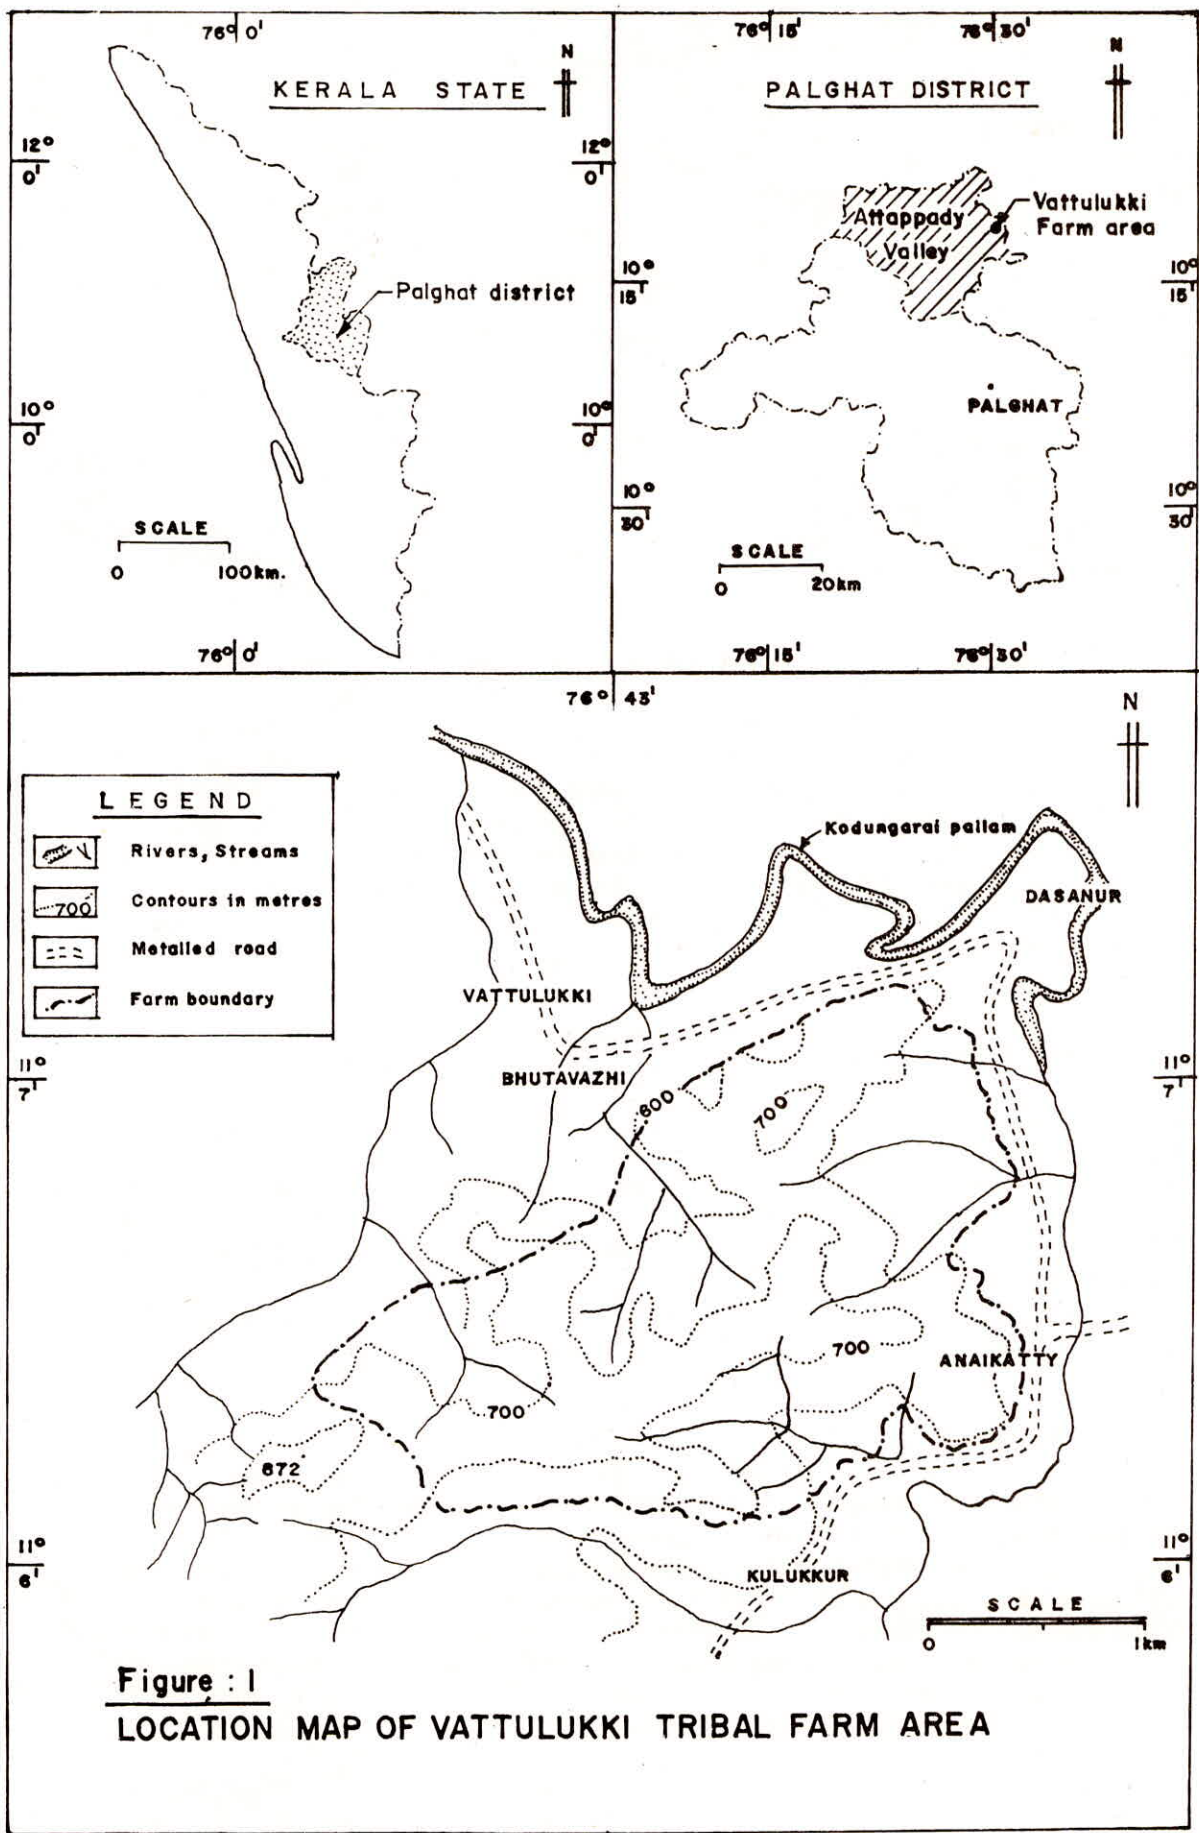 76° 0'
N
KERALA STATE
12°
0'
Palghat district
10°
0'
SCALE
0 100km.
76° 0'
76° 15' 76° 30'
N
PALGHAT DISTRICT
12°
0'
Attappady
Valley
Vattulukki
Farm area
10°
15'
10°
15'
PALGHAT
10°
0'
10°
30'
10°
30'
SCALE
0 20km
76° 15' 76° 30'
76° 43'
N
LEGEND
Rivers, Streams
700 Contours in metres
Metalled road
Farm boundary
Kodungarai pallam
DASANUR
VATTULUKKI
11°
7'
11°
7'
BHUTAVAZHI
600
700
700
ANAIKATTY
700
672
11°
6'
11°
6'
KULUKKUR
SCALE
0 1km
Figure : 1
LOCATION MAP OF VATTULUKKI TRIBAL FARM AREA